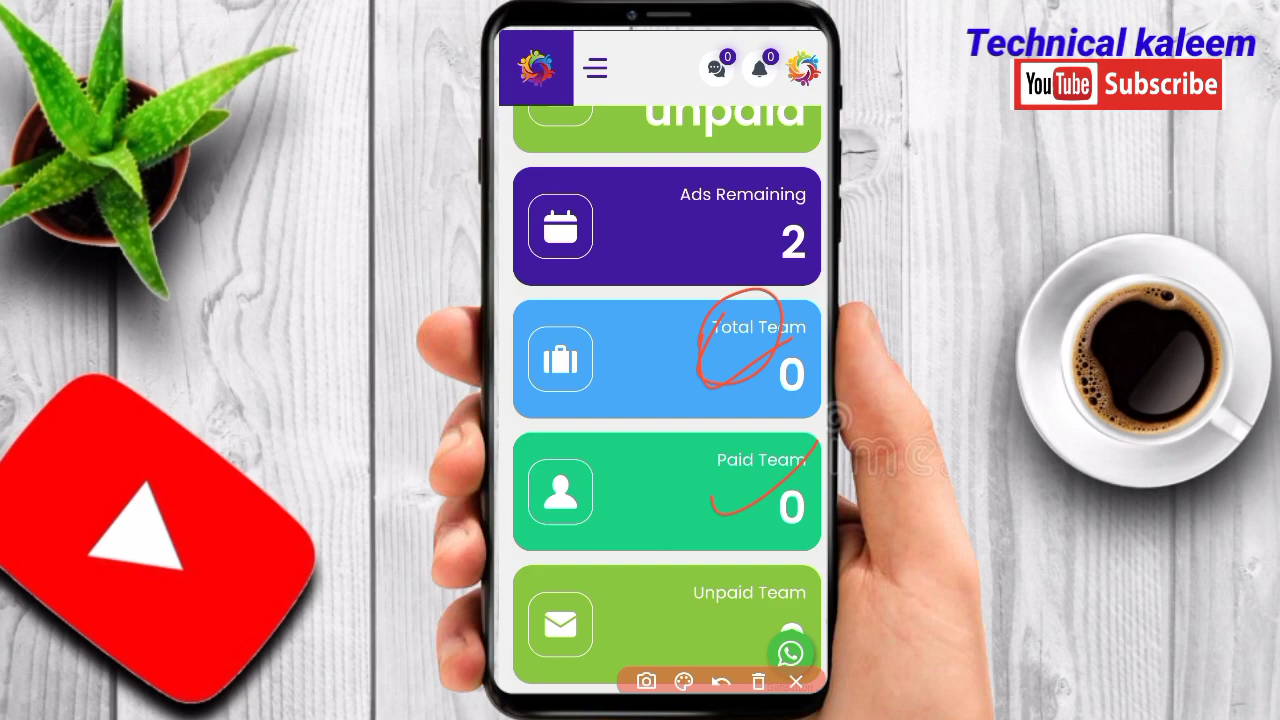 Technical kaleem
YouTube Subscribe
0 0
unpaid
Ads Remaining
2
Total Team
0
Paid Team
0
Unpaid Team